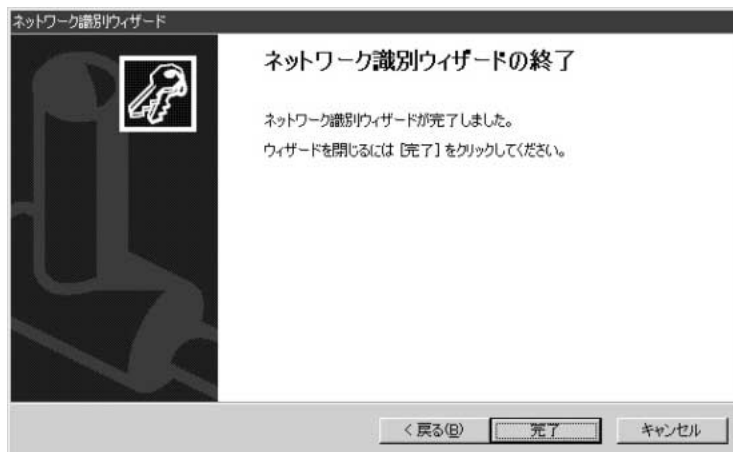 ネットワーク識別ウィザード
ネットワーク識別ウィザードの終了
ネットワーク識別ウィザードが完了しました。
ウィザードを閉じるには [完了] をクリックしてください。
< 戻る(B)
完了
キャンセル